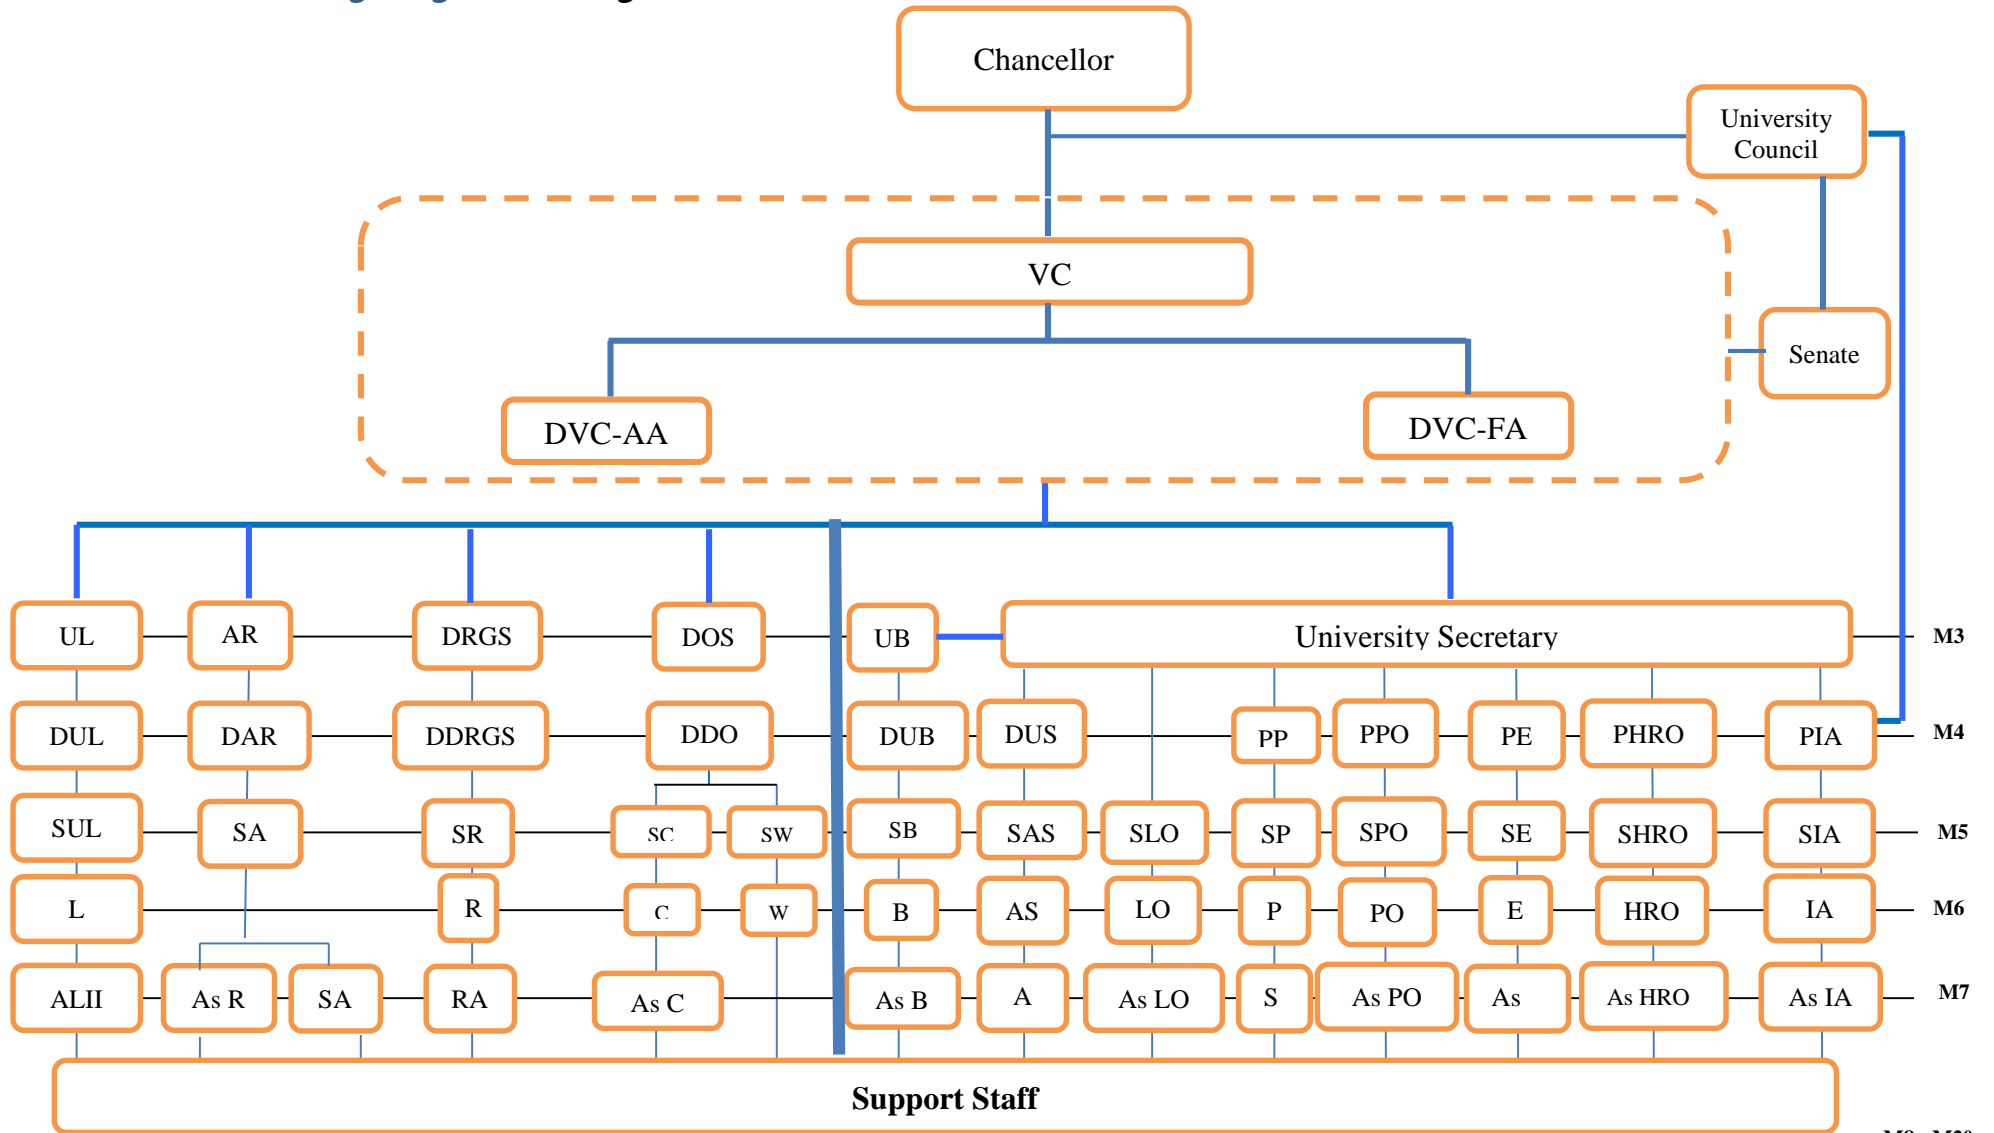 Chancellor
University
Council
VC
Senate
DVC-AA
DVC-FA
UL
AR
DRGS
DOS
UB
University Secretary
M3
DUL
DAR
DDRGS
DDO
DUB
DUS
PP
PPO
PE
PHRO
PIA
M4
SUL
SA
SR
SC
SW
SB
SAS
SLO
SP
SPO
SE
SHRO
SIA
M5
L
R
C
W
B
AS
LO
P
PO
E
HRO
IA
M6
ALII
As R
SA
RA
As C
As B
A
As LO
S
As PO
As
As HRO
As IA
M7
Support Staff